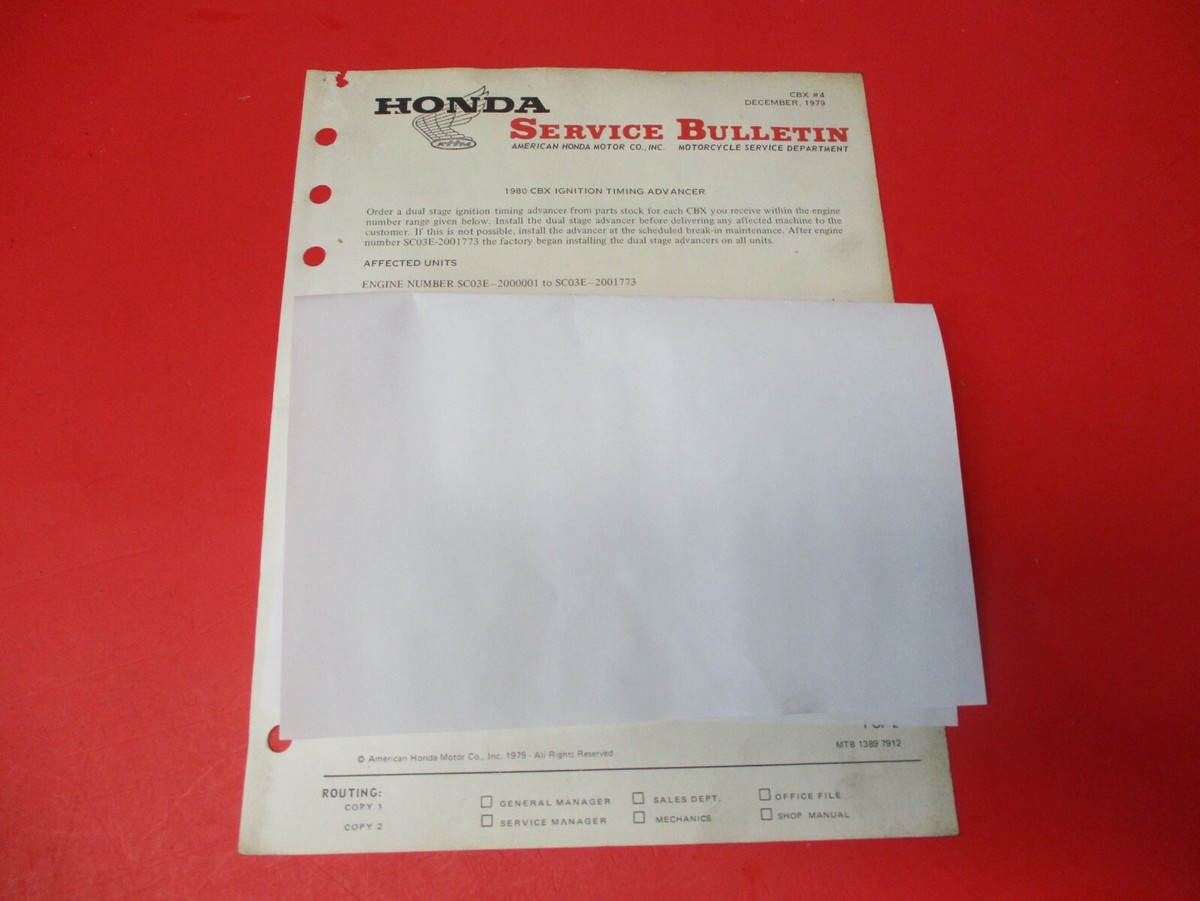 HONDA
CBX #4
DECEMBER, 1979
SERVICE BULLETIN
AMERICAN HONDA MOTOR CO., INC. MOTORCYCLE SERVICE DEPARTMENT
1980 CBX IGNITION TIMING ADVANCER
Order a dual stage ignition timing advancer from parts stock for each CBX you receive within the engine
number range given below. Install the dual stage advancer before delivering any affected machine to the
customer. If this is not possible, install the advancer at the scheduled break-in maintenance. After engine
number SC03E-2001773 the factory began installing the dual stage advancers on all units.
AFFECTED UNITS
ENGINE NUMBER SC03E—2000001 to SC03E—2001773
MTB 1389 7912
© American Honda Motor Co., Inc. 1979 - All Rights Reserved
ROUTING:
COPY 1 GENERAL MANAGER SALES DEPT. OFFICE FILE
COPY 2 SERVICE MANAGER MECHANICS SHOP MANUAL